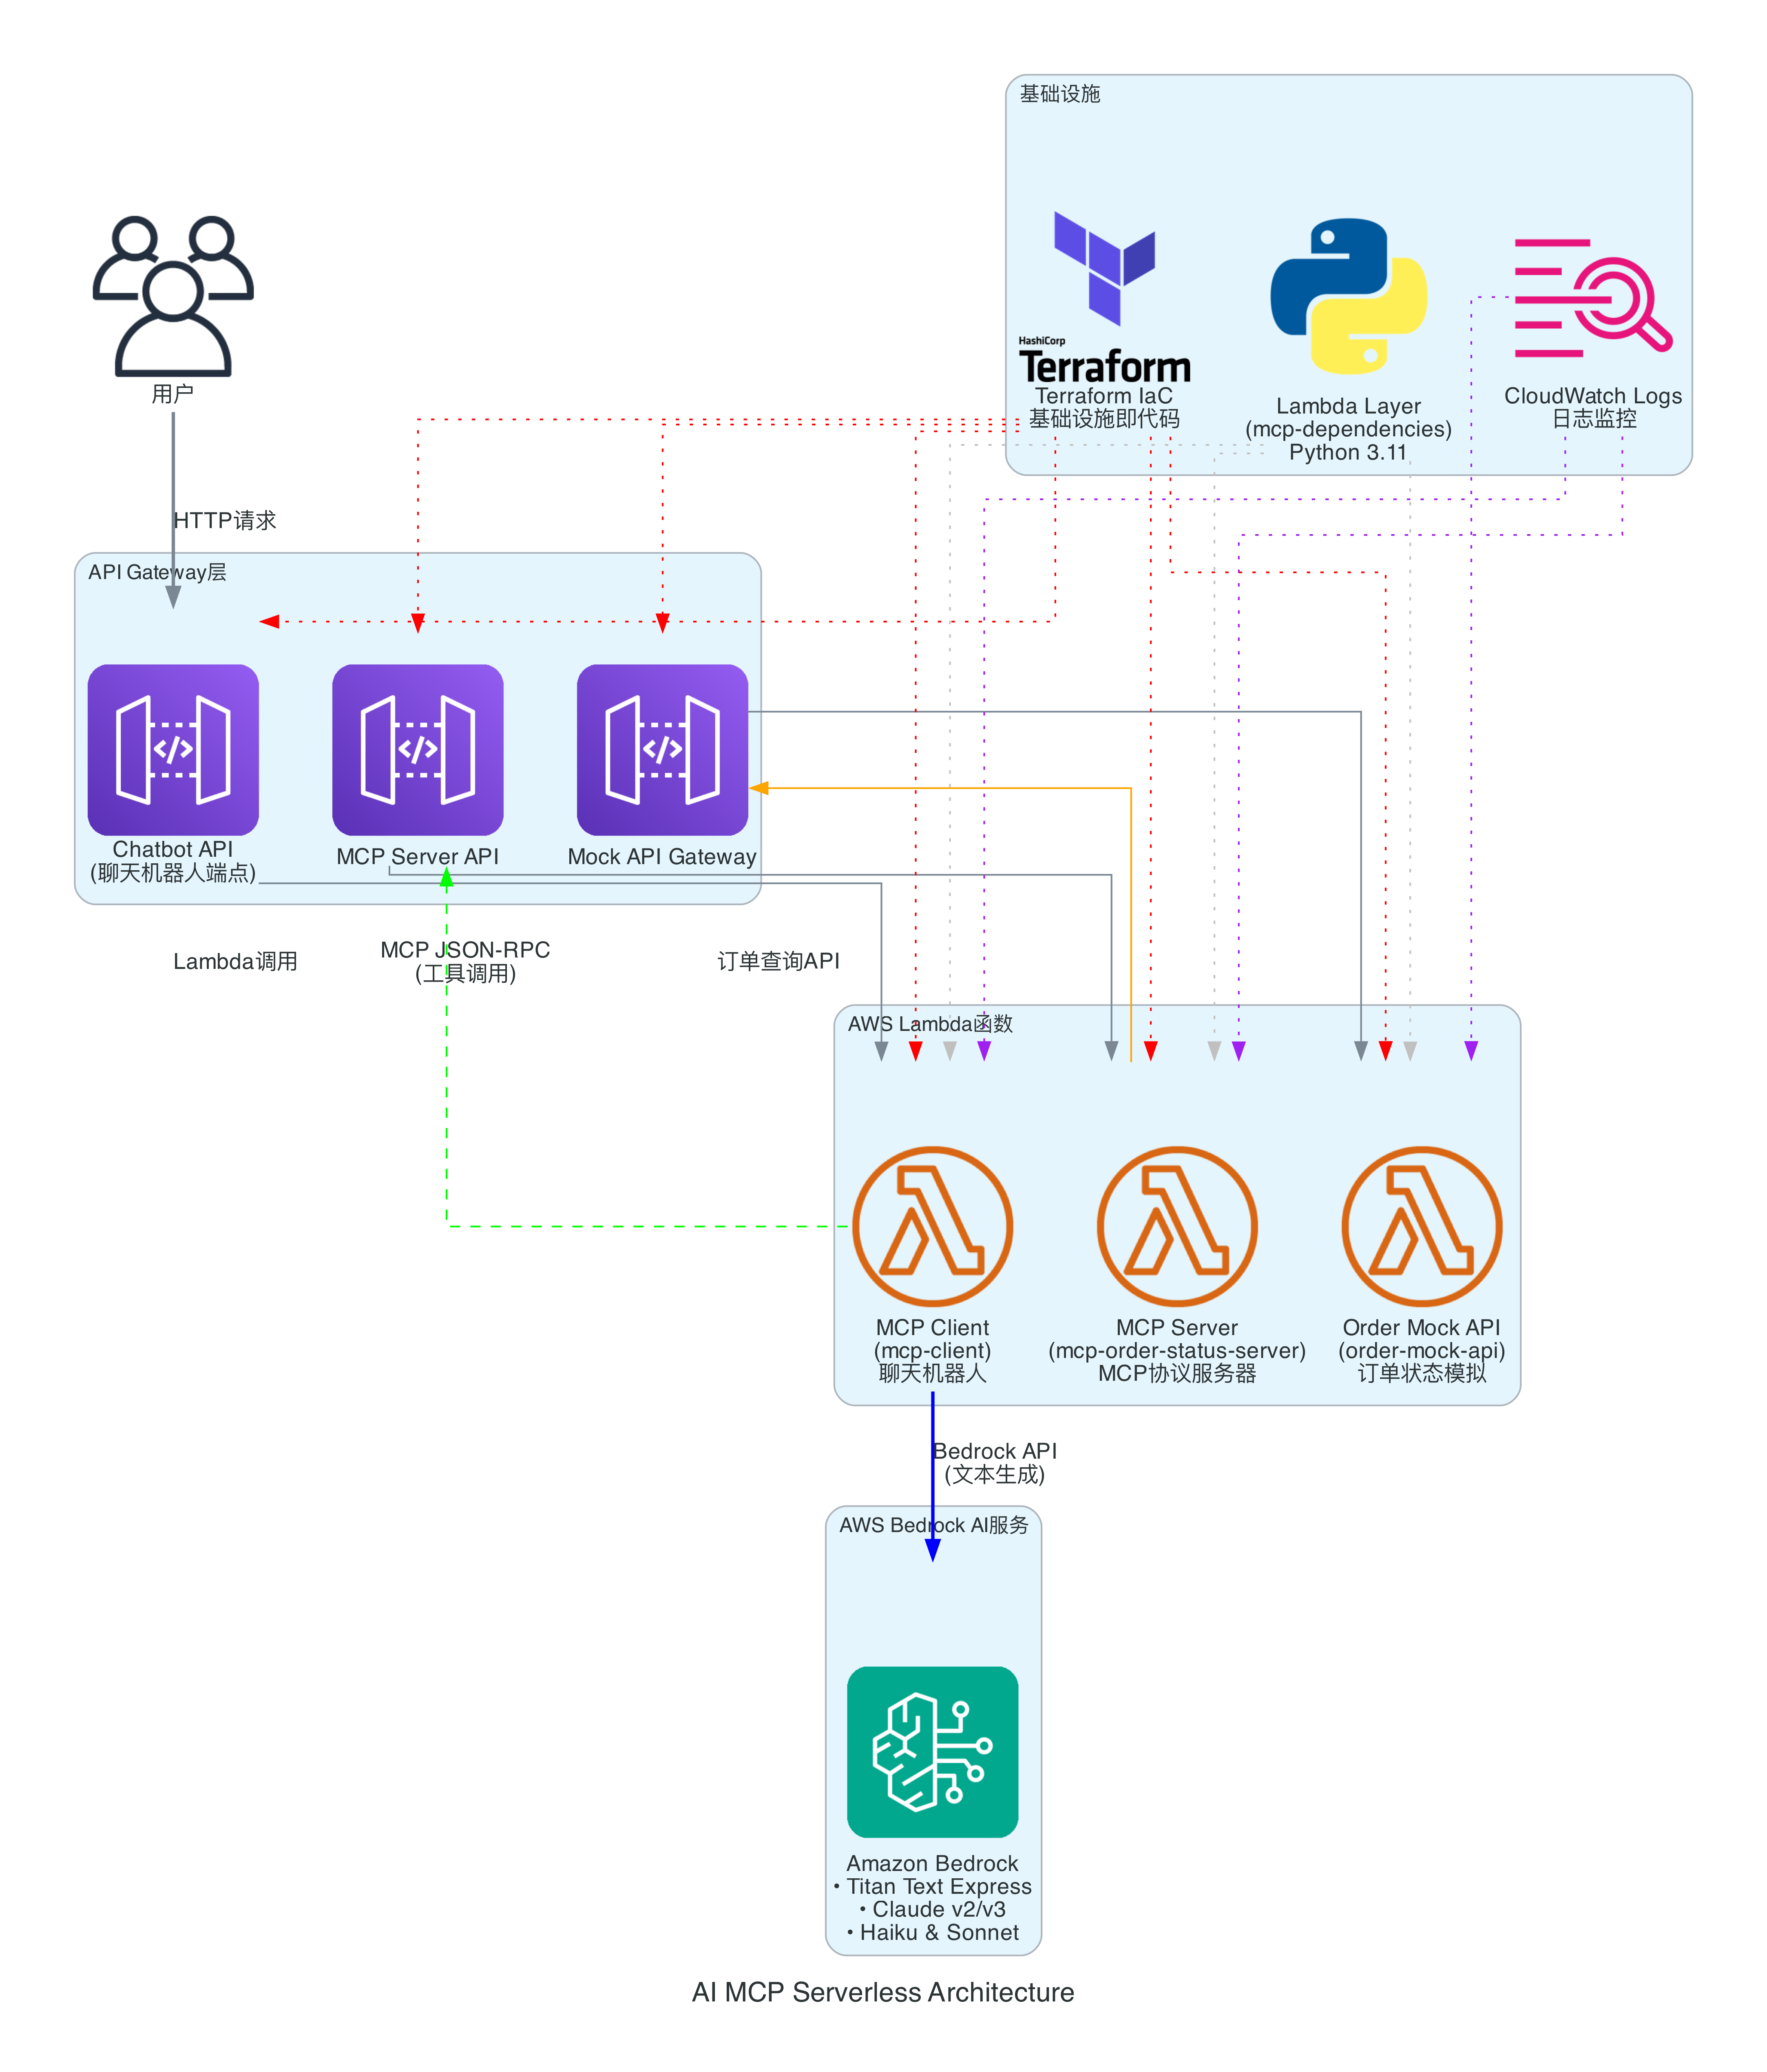 基础设施
HashiCorp
Terraform
Terraform IaC
基础设施即代码
Lambda Layer
(mcp-dependencies)
Python 3.11
CloudWatch Logs
日志监控
用户
HTTP请求
API Gateway层
Chatbot API
(聊天机器人端点)
MCP Server API
Mock API Gateway
Lambda调用
MCP JSON-RPC
(工具调用)
订单查询API
AWS Lambda函数
MCP Client
(mcp-client)
聊天机器人
MCP Server
(mcp-order-status-server)
MCP协议服务器
Order Mock API
(order-mock-api)
订单状态模拟
Bedrock API
(文本生成)
AWS Bedrock AI服务
Amazon Bedrock
• Titan Text Express
• Claude v2/v3
• Haiku & Sonnet
AI MCP Serverless Architecture